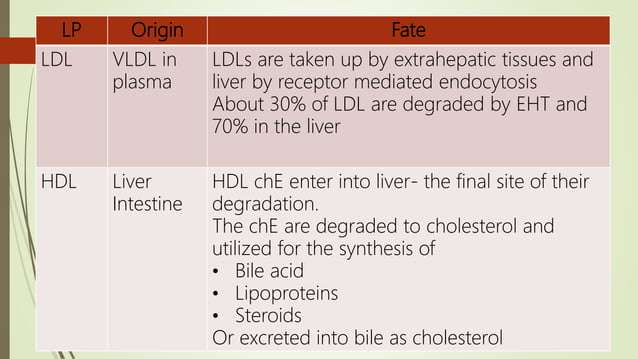 LP Origin Fate
LDL VLDL in LDLs are taken up by extrahepatic tissues and
plasma liver by receptor mediated endocytosis
About 30% of LDL are degraded by EHT and
70% in the liver
HDL Liver HDL chE enter into liver- the final site of their
Intestine degradation.
The chE are degraded to cholesterol and
utilized for the synthesis of
• Bile acid
• Lipoproteins
• Steroids
Or excreted into bile as cholesterol